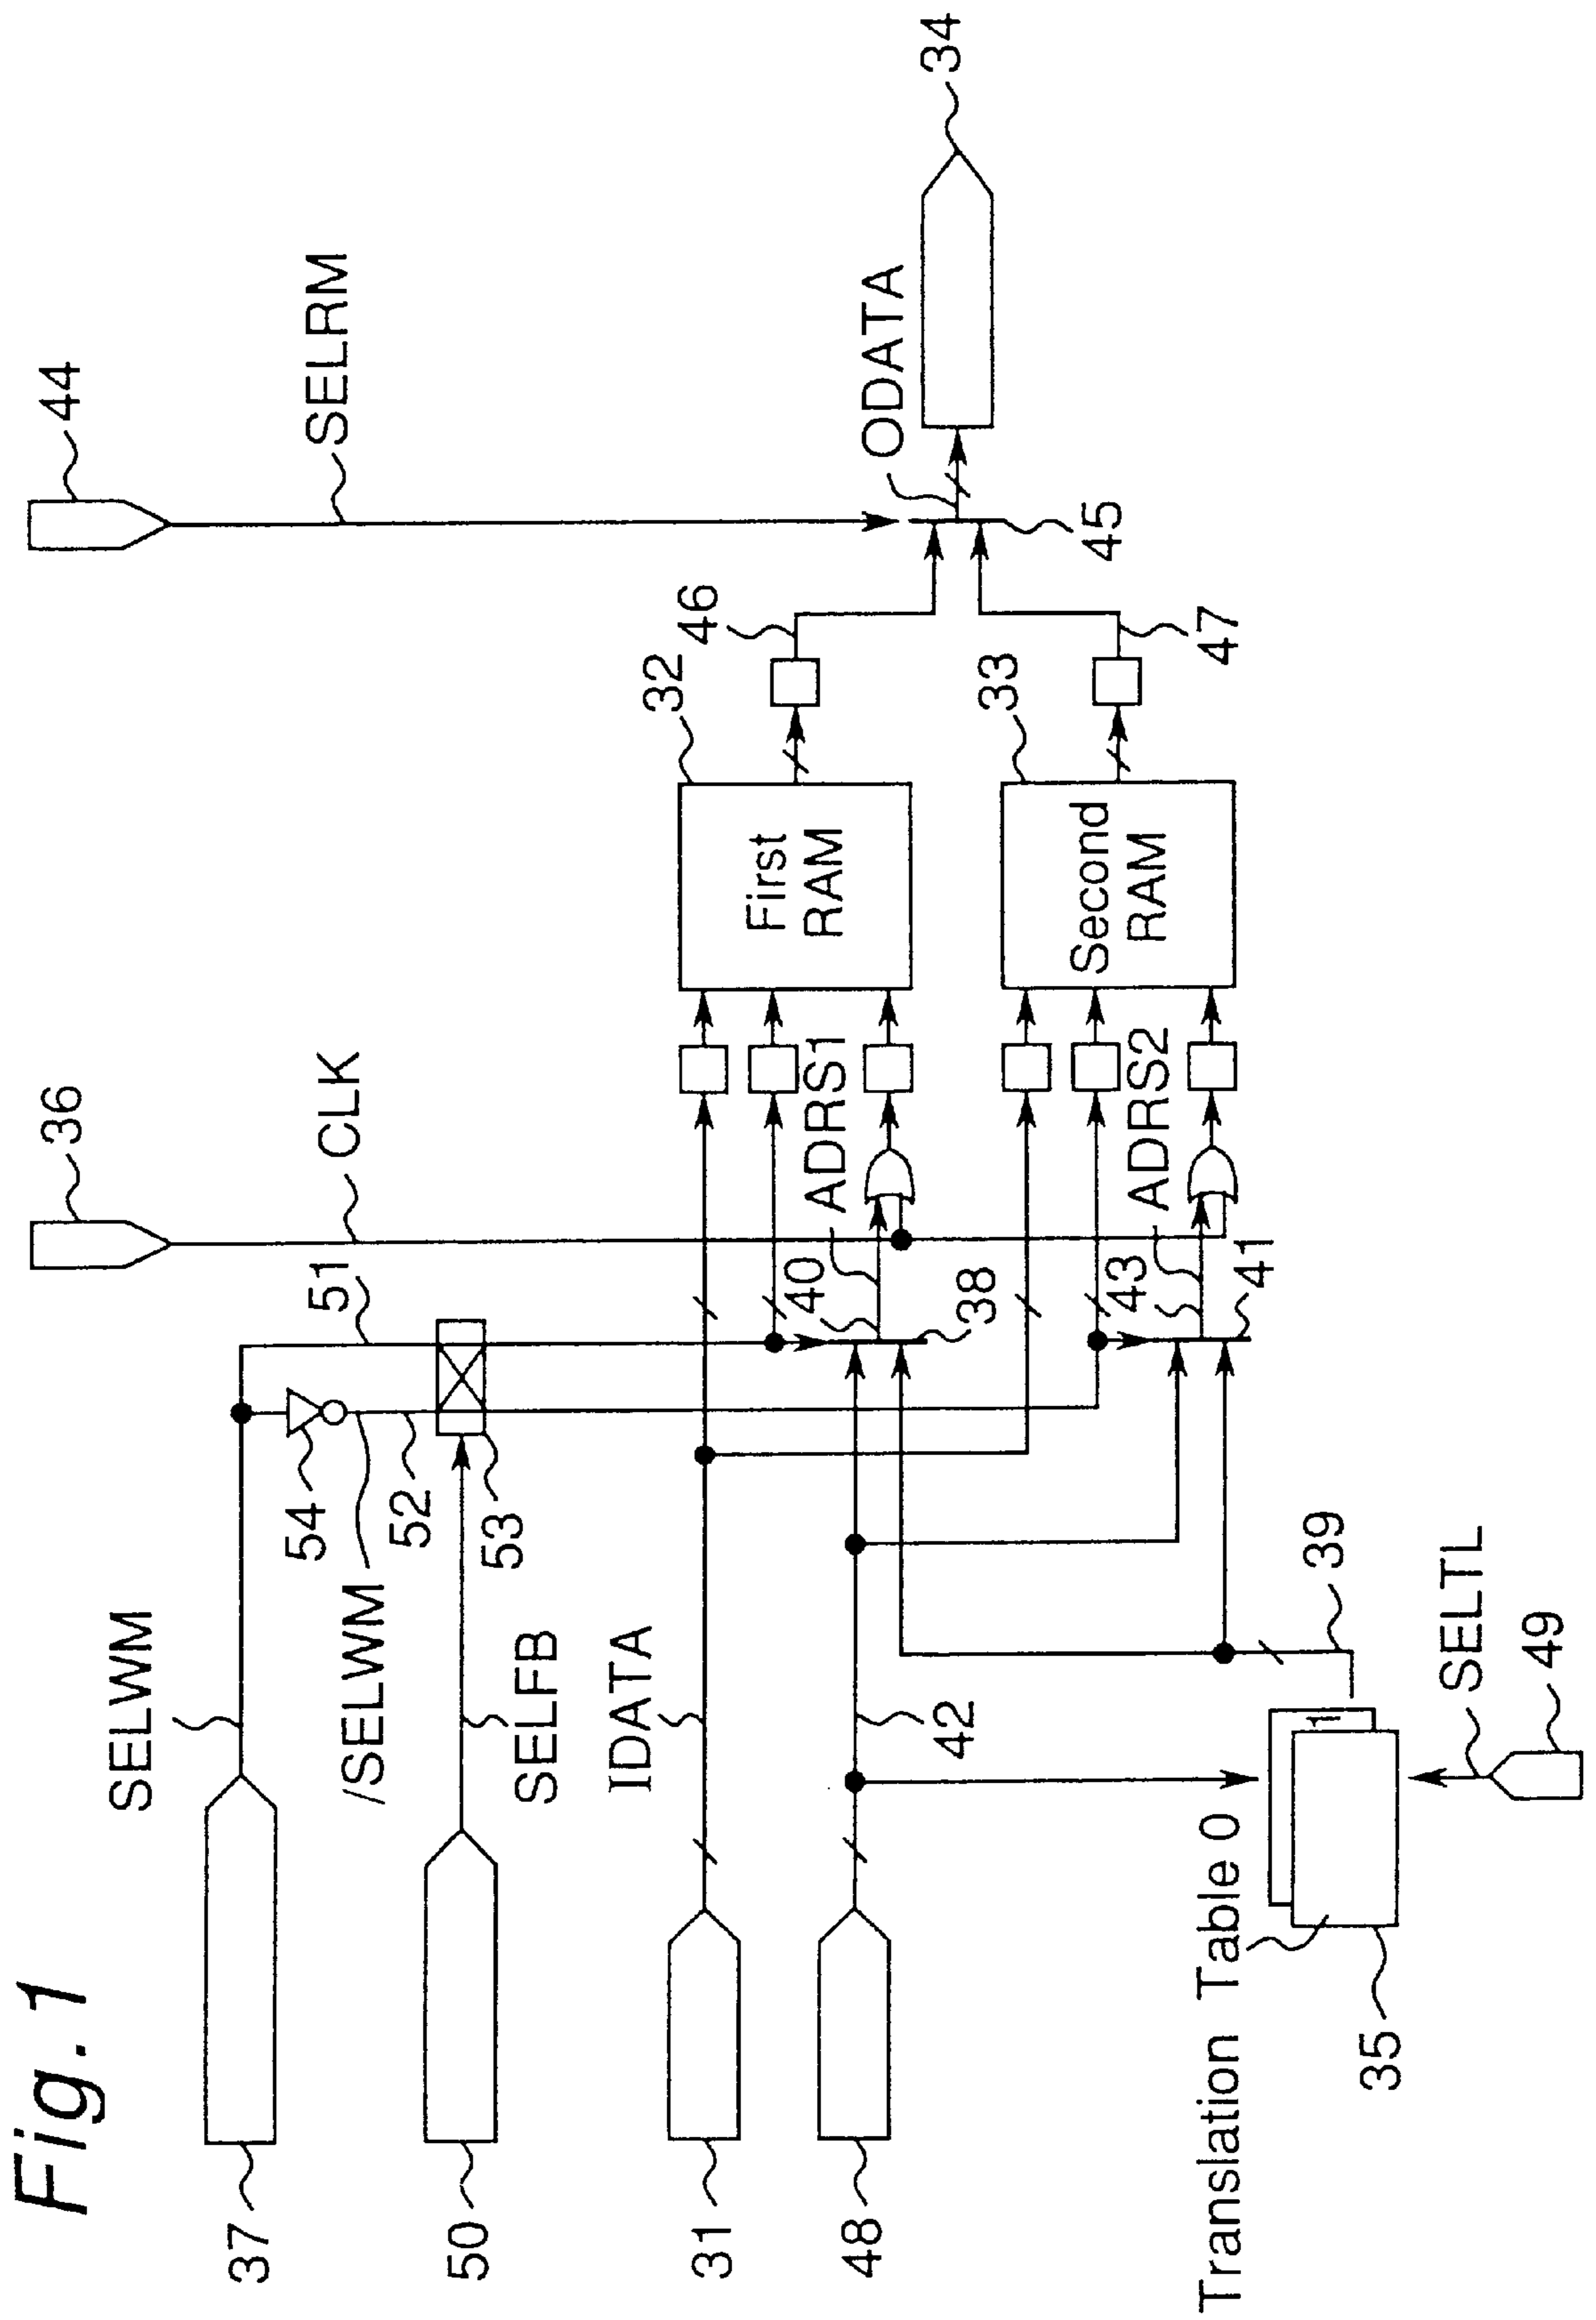 Fig. 1
44
SELRM
36
CLK
SELWM
51
54
/SELWM
52
53
37
SELFB
50
IDATA
31
42
48
Translation Table 0
1
35
39
SELTL
49
40
ADRS1
38
43
ADRS2
41
32
First
RAM
46
33
Second
RAM
47
45
ODATA
34